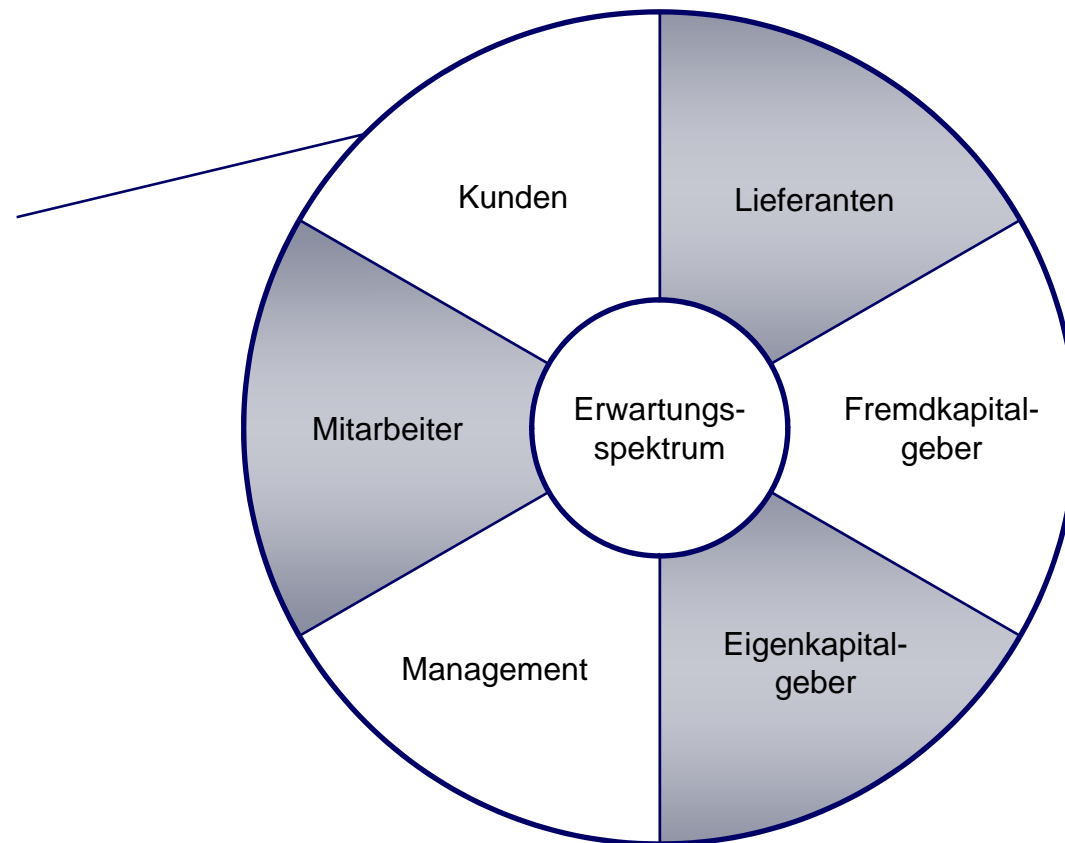 Kunden
Lieferanten
Mitarbeiter
Erwartungs-
spektrum
Fremdkapital-
geber
Management
Eigenkapital-
geber